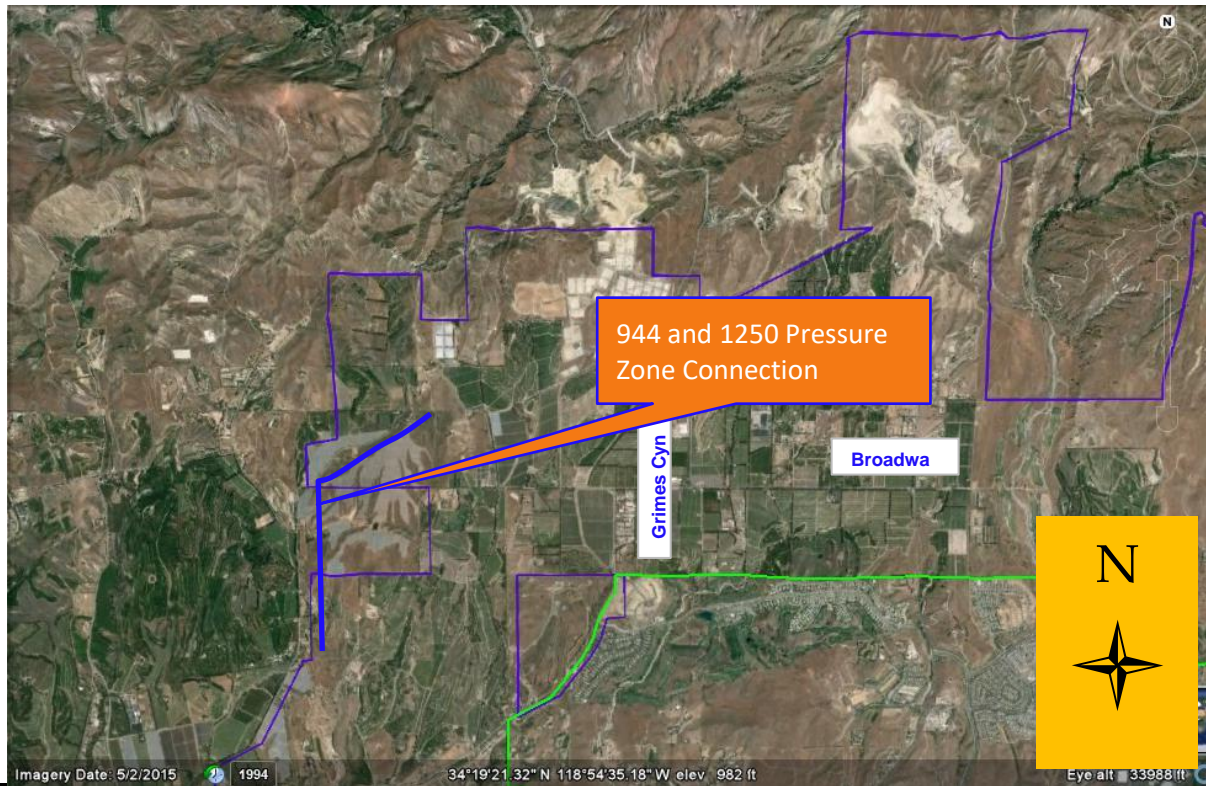 N
944 and 1250 Pressure
Zone Connection
Grimes Cyn
Broadwa
N
Imagery Date: 5/2/2015
1994
34°19'21.32" N 118°54'35.18" W elev 982 ft
Eye alt 33988 ft